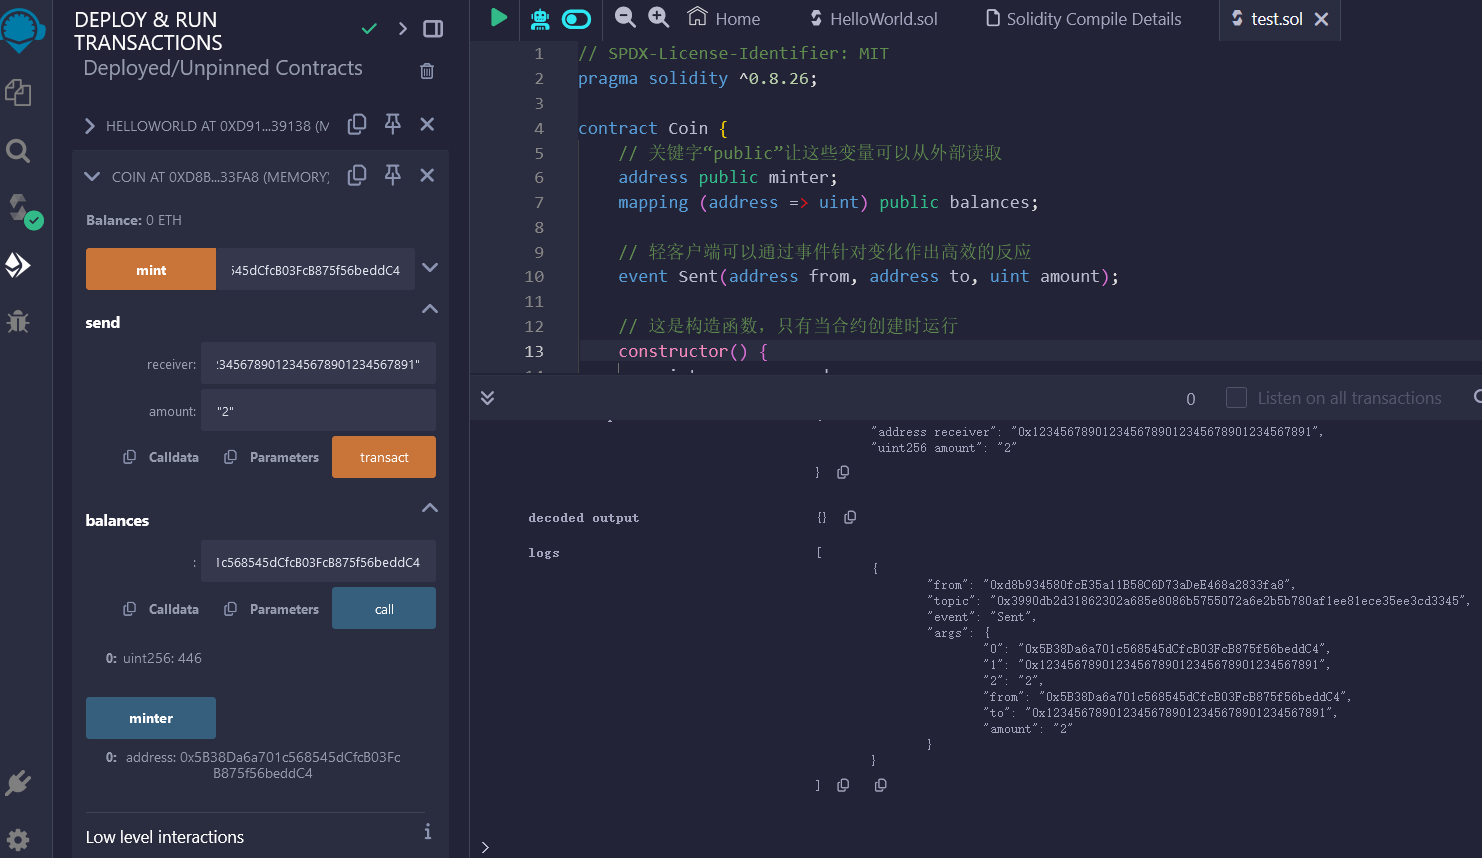 DEPLOY & RUN
TRANSACTIONS
Deployed/Unpinned Contracts
HELLOWORLD AT 0XD91...39138 (M
COIN AT 0XD8B...33FA8 (MEMORY)
Balance: 0 ETH
mint
545dCfcB03FcB875f56beddC4
send
receiver:
2345678901234567890123456​7891"
amount:
"2"
Calldata
Parameters
transact
balances
:
1c568545dCfcB03FcB875f56beddC4
Calldata
Parameters
call
0: uint256: 446
minter
0: address: 0x5B38Da6a701c568545dCfcB03Fc
B875f56beddC4
Low level interactions
i
Home
HelloWorld.sol
Solidity Compile Details
test.sol
1 // SPDX-License-Identifier: MIT
2 pragma solidity ^0.8.26;
3
4 contract Coin {
5 // 关键字“public”让这些变量可以从外部读取
6 address public minter;
7 mapping (address => uint) public balances;
8
9 // 轻客户端可以通过事件针对变化作出高效的反应
10 event Sent(address from, address to, uint amount);
11
12 // 这是构造函数，只有当合约创建时运行
13 constructor() {
0
Listen on all transactions
"address receiver": "0x1234567890123456789012345678901234567891",
"uint256 amount": "2"
}
decoded output
{}
logs
[
{
"from": "0xd8b934580fcE35a11B58C6D73aDeE468a2833fa8",
"topic": "0x3990db2d31862302a685e8086b5755072a6e2b5b780af1ee81ece35ee3cd3345",
"event": "Sent",
"args": {
"0": "0x5B38Da6a701c568545dCfcB03FcB875f56beddC4",
"1": "0x1234567890123456789012345678901234567891",
"2": "2",
"from": "0x5B38Da6a701c568545dCfcB03FcB875f56beddC4",
"to": "0x1234567890123456789012345678901234567891",
"amount": "2"
}
}
]
>